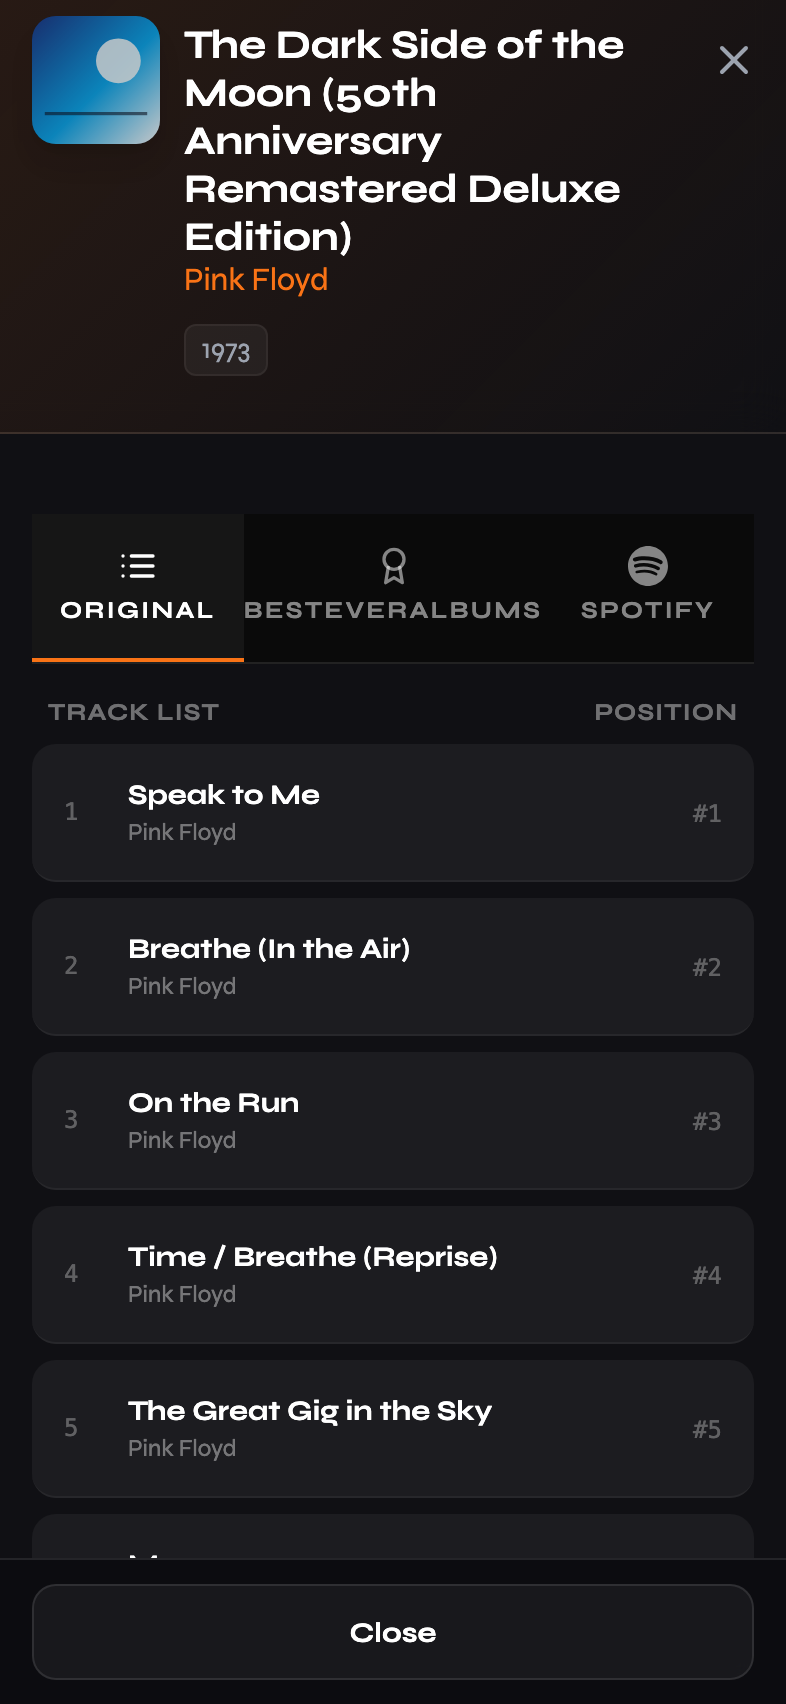 The Dark Side of the
Moon (50th
Anniversary
Remastered Deluxe
Edition)
Pink Floyd
1973
ORIGINAL
BESTEVERALBUMS
SPOTIFY
TRACK LIST
POSITION
1
Speak to Me
Pink Floyd
#1
2
Breathe (In the Air)
Pink Floyd
#2
3
On the Run
Pink Floyd
#3
4
Time / Breathe (Reprise)
Pink Floyd
#4
5
The Great Gig in the Sky
Pink Floyd
#5
Close